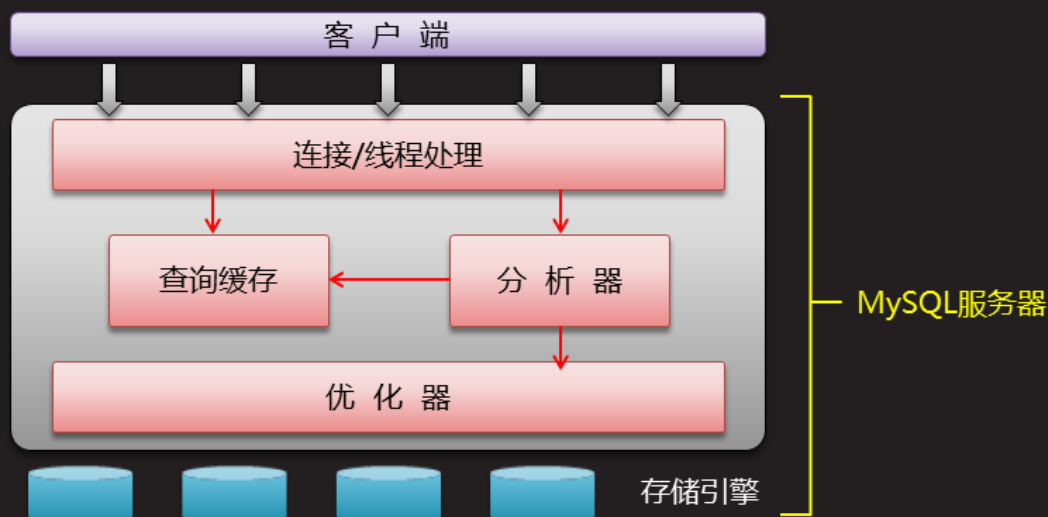 客 户 端
连接/线程处理
查询缓存
分 析 器
MySQL服务器
优 化 器
存储引擎